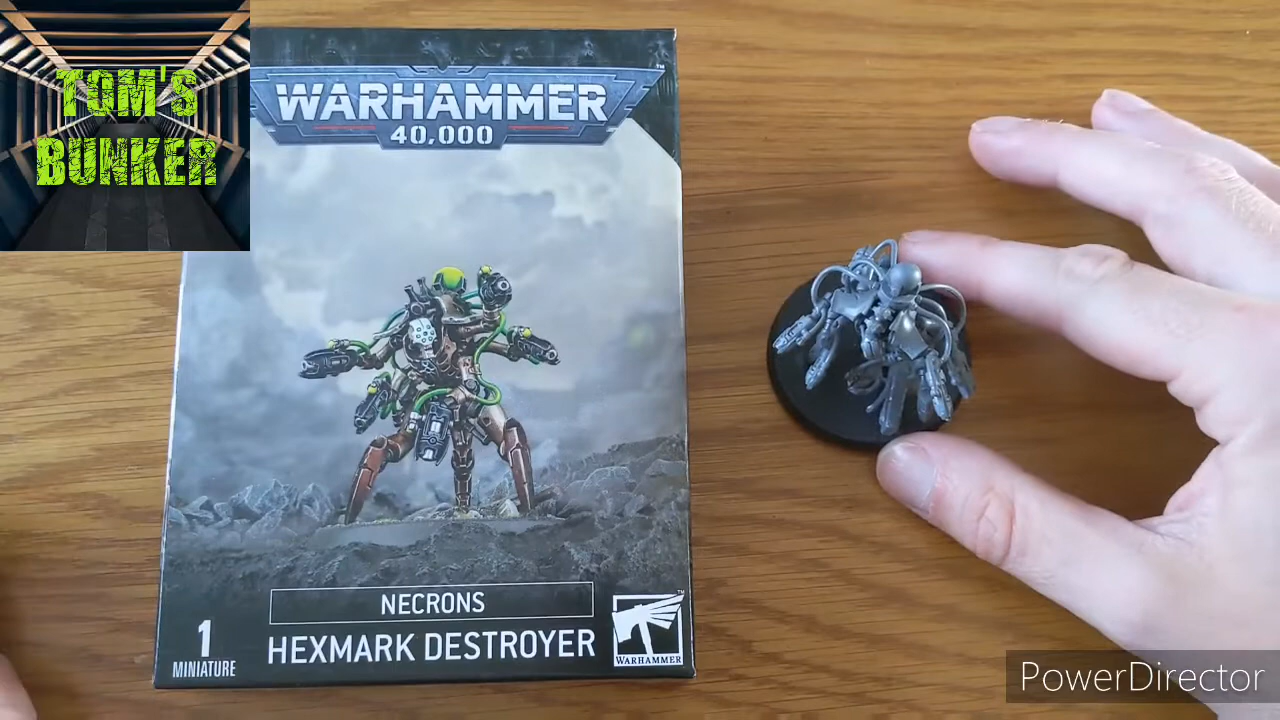 TOM'S
BUNKER
WARHAMMER
40,000
NECRONS
HEXMARK DESTROYER
1
MINIATURE
WARHAMMER
PowerDirector